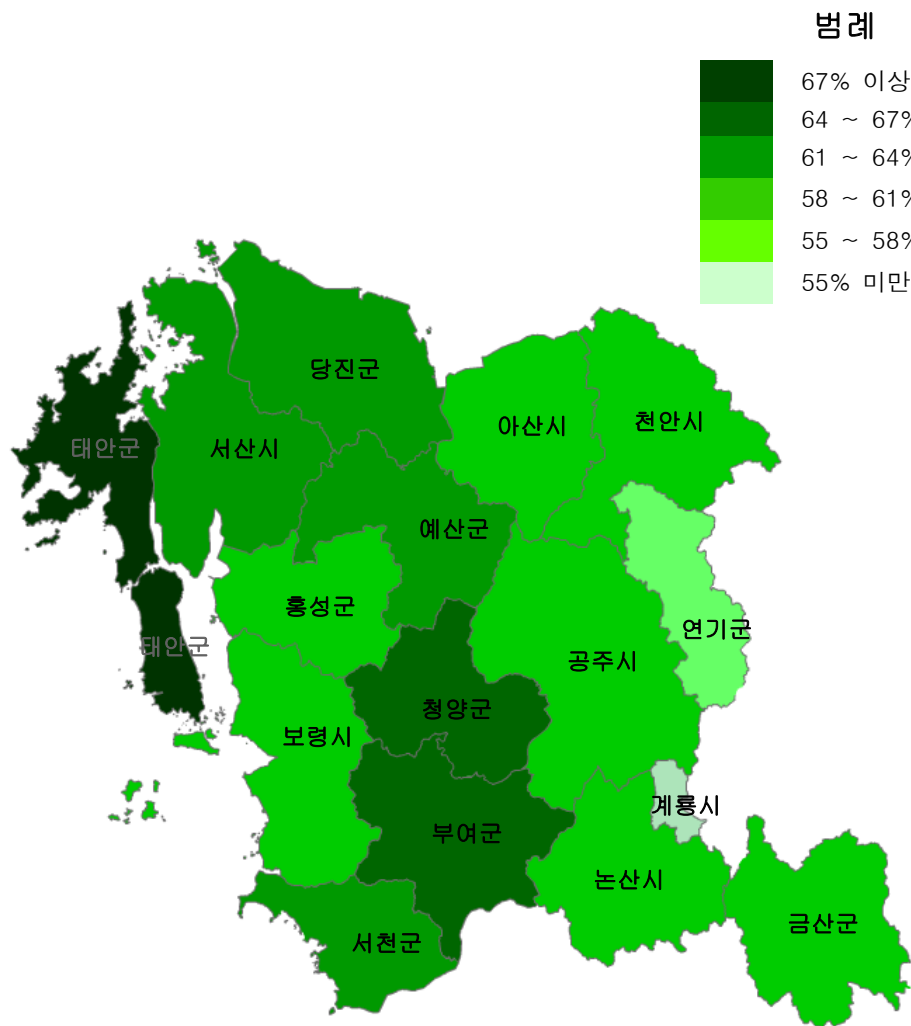 범례
67% 이상
64 ~ 67%
61 ~ 64%
58 ~ 61%
55 ~ 58%
55% 미만
당진군
아산시
천안시
태안군
서산시
예산군
홍성군
연기군
태안군
공주시
청양군
보령시
계룡시
부여군
논산시
서천군
금산군